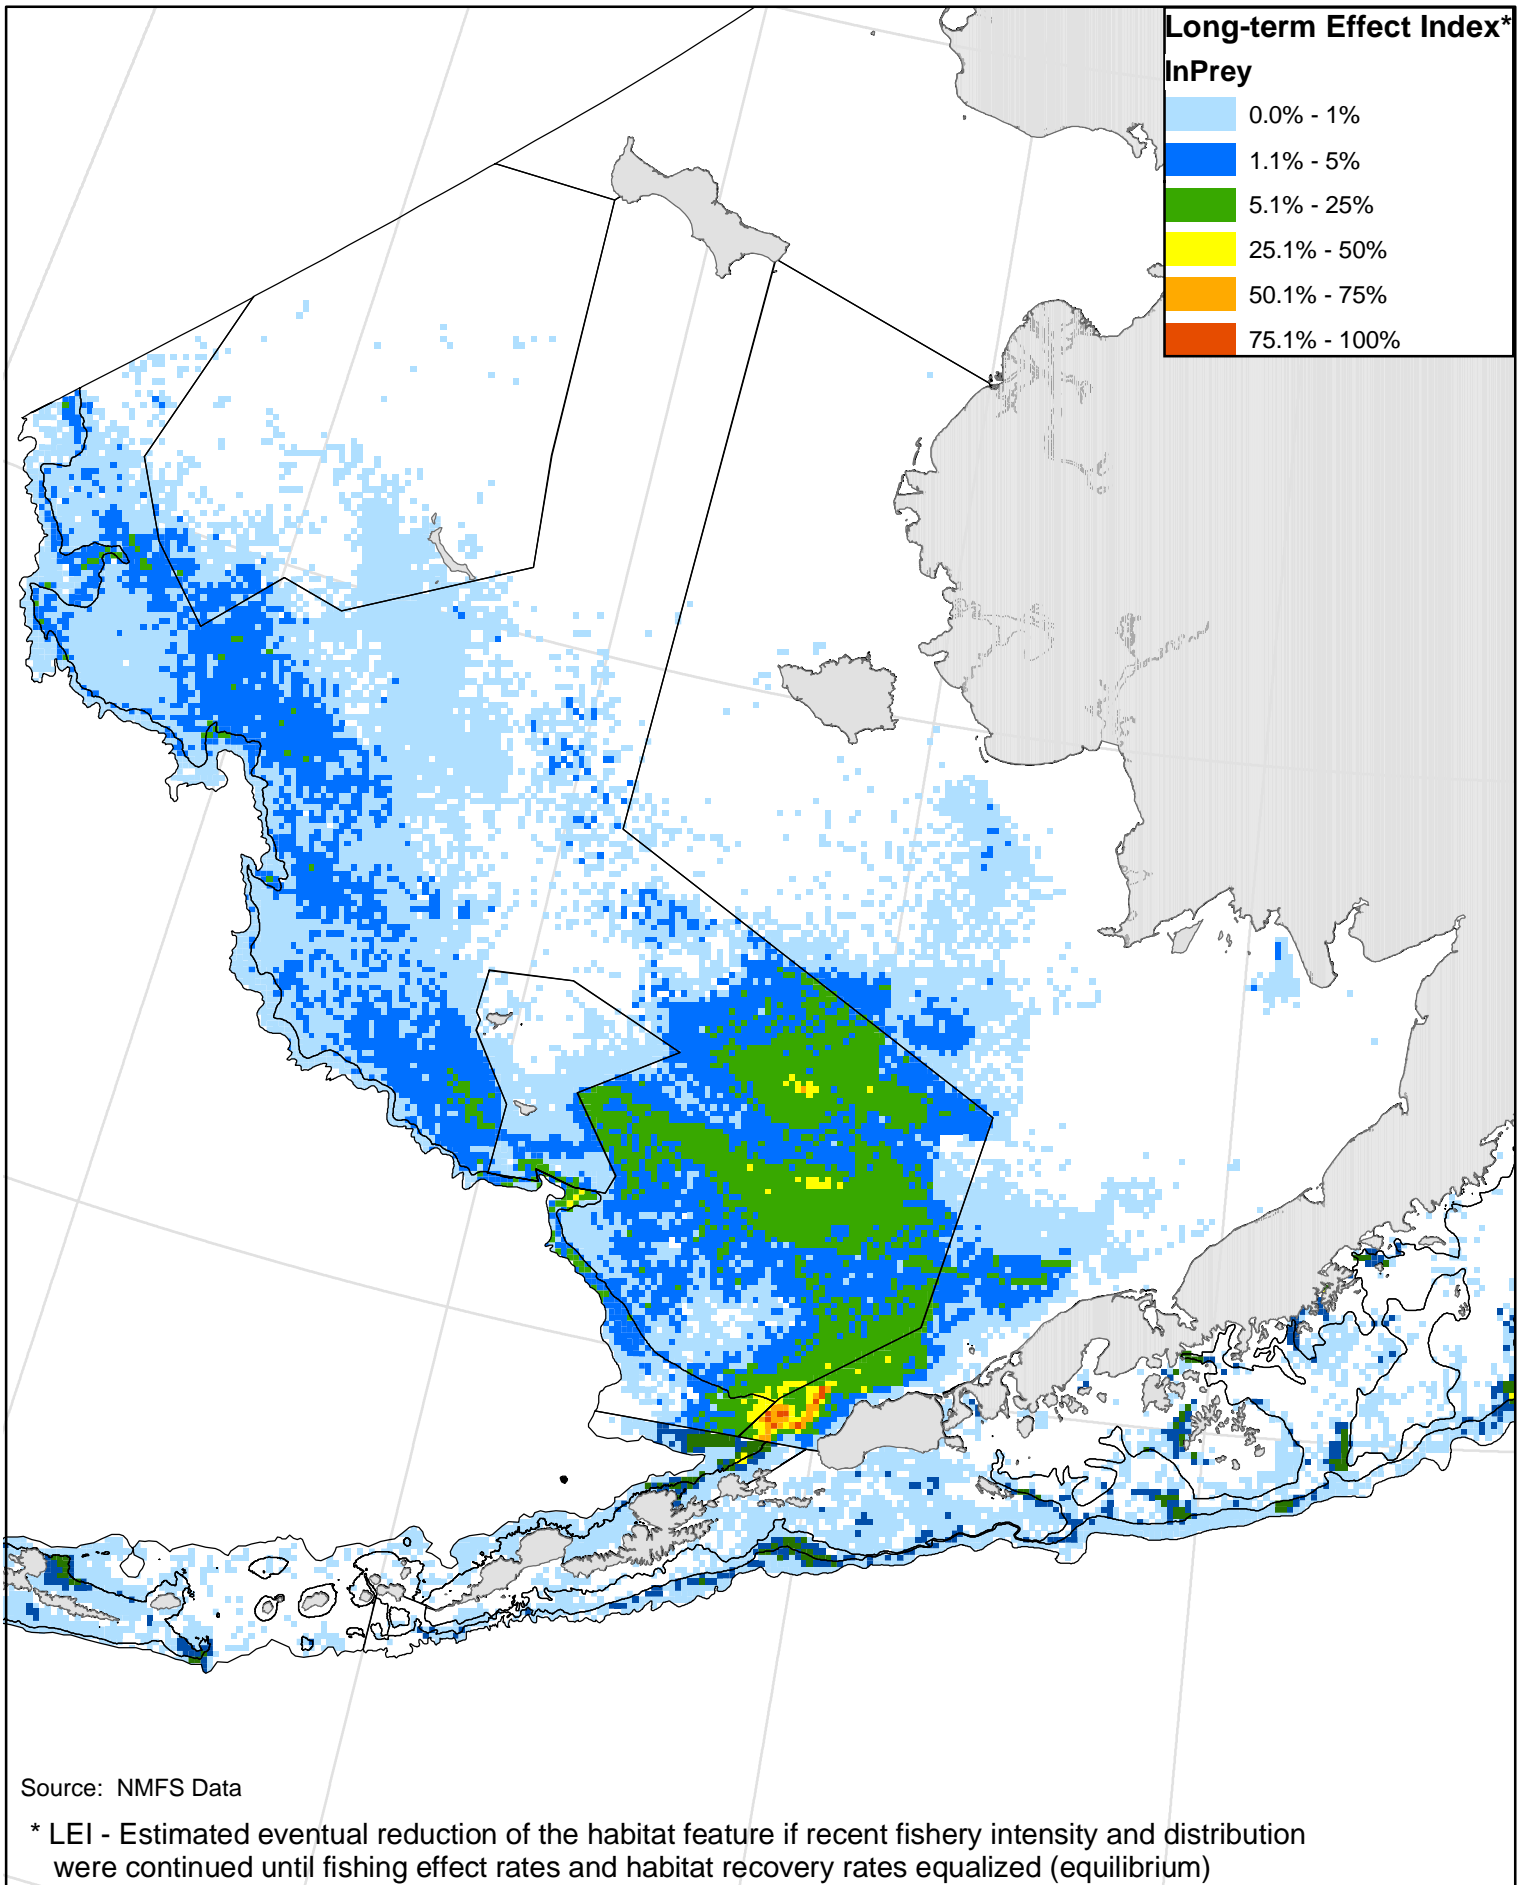 Long-term Effect Index*
InPrey
0.0% - 1%
1.1% - 5%
5.1% - 25%
25.1% - 50%
50.1% - 75%
75.1% - 100%
Source: NMFS Data
* LEI - Estimated eventual reduction of the habitat feature if recent fishery intensity and distribution
were continued until fishing effect rates and habitat recovery rates equalized (equilibrium)